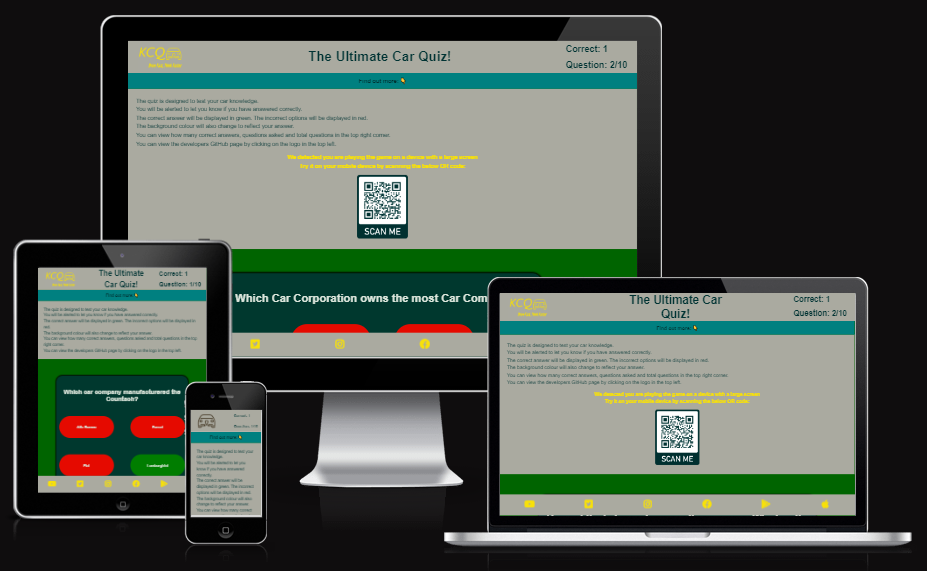 KCQ
The Ultimate Car Quiz!
Correct: 1
Question: 2/10
Find out more
The quiz is designed to test your car knowledge.
You will be alerted to let you know if you have answered correctly.
The correct answer will be displayed in green. The incorrect options will be displayed in red.
The background colour will also change to reflect your answer.
You can view how many correct answers, questions asked and total questions in the top right corner.
You can view the developers GitHub page by clicking on the logo in the top left.
We detected you are playing the game on a device with a large screen
try it on your mobile device by scanning the below QR code.
SCAN ME
Which Car Corporation owns the most Car Com
KCQ
The Ultimate
Car Quiz!
Correct: 1
Question: 1/10
Find out more
The quiz is designed to test your car knowledge.
You will be alerted to let you know if you have answered correctly.
The correct answer will be displayed in green. The incorrect options will be displayed in
red.
The background colour will also change to reflect your answer.
You can view how many correct answers, questions asked and total questions in the top
right corner.
You can view the developers GitHub page by clicking on the logo in the top left.
Which car company manufacturered the
Countach?
Alfa Romeo
Ferrari
Fiat
Lamborghini
Find out more
The quiz is designed to test your
car knowledge.
You will be alerted to let you
know if you have answered
correctly.
The correct answer will be
displayed in green. The incorrect
options will be displayed in red.
The background colour will also
change to reflect your answer.
You can view how many correct
KCQ
The Ultimate Car
Quiz!
Correct: 1
Question: 2/10
Find out more
The quiz is designed to test your car knowledge.
You will be alerted to let you know if you have answered correctly.
The correct answer will be displayed in green. The incorrect options will be displayed in red.
The background colour will also change to reflect your answer.
You can view how many correct answers, questions asked and total questions in the top right corner.
You can view the developers GitHub page by clicking on the logo in the top left.
We detected you are playing the game on a device with a large screen
Try it on your mobile device by scanning the below QR code.
SCAN ME